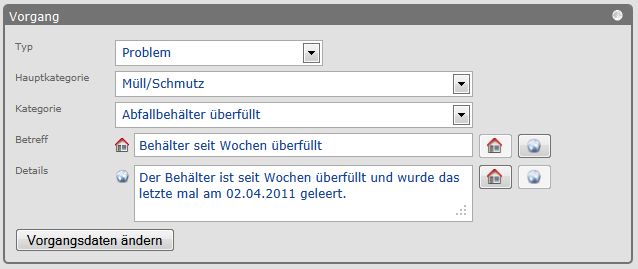 Vorgang
Typ
Problem
Hauptkategorie
Müll/Schmutz
Kategorie
Abfallbehälter überfüllt
Betreff
Behälter seit Wochen überfüllt
Details
Der Behälter ist seit Wochen überfüllt und wurde das
letzte mal am 02.04.2011 geleert.
Vorgangsdaten ändern